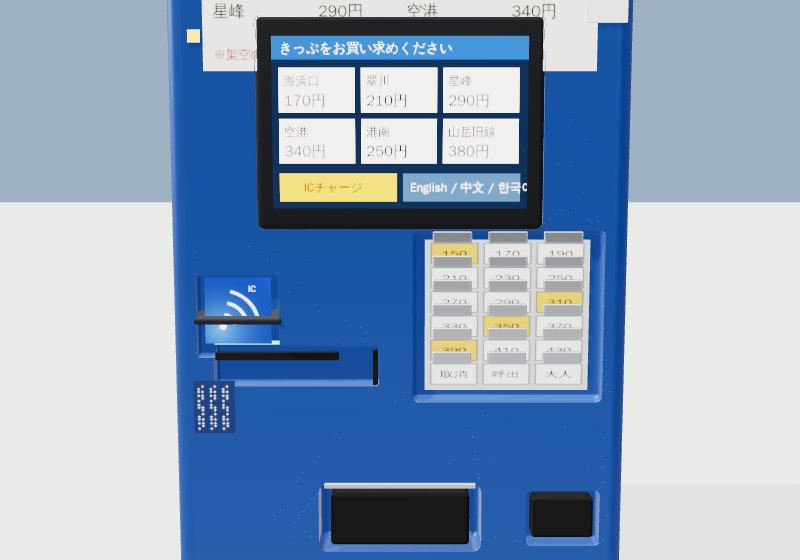 星峰 290円 空港 340円
※架空
きっぷをお買い求めください
海浜口 翠川 星峰
170円 210円 290円
空港 港南 山岳旧線
340円 250円 380円
ICチャージ English / 中文 / 한국
IC
150 170 190
210 230 250
270 290 310
330 350 370
390 410 430
取消 呼出 大人